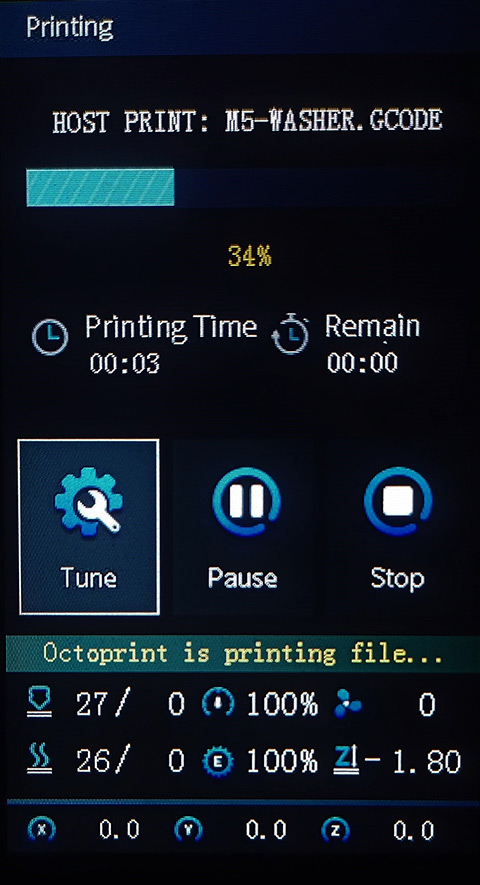 Printing
HOST PRINT: M5-WASHER.GCODE
34%
Printing Time Remain
00:03 00:00
Tune Pause Stop
Octoprint is printing file...
27/ 0 100% 0
26/ 0 E 100% Z -1.80
X 0.0 Y 0.0 Z 0.0